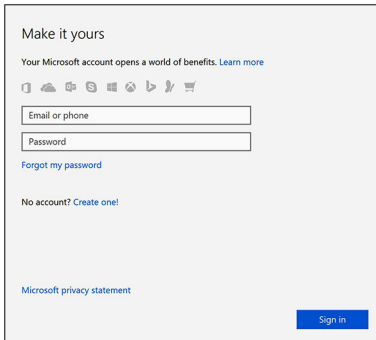 Make it yours
Your Microsoft account opens a world of benefits. Learn more
Email or phone
Password
Forgot my password
No account? Create one!
Microsoft privacy statement
Sign in